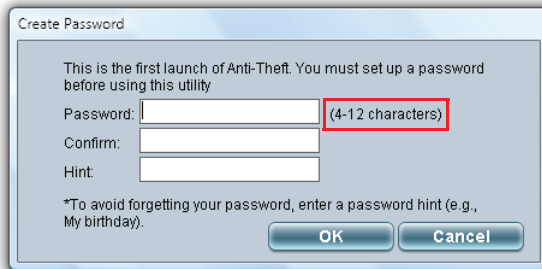 Create Password
This is the first launch of Anti-Theft. You must set up a password
before using this utility
Password: (4-12 characters)
Confirm:
Hint:
*To avoid forgetting your password, enter a password hint (e.g.,
My birthday).
OK Cancel